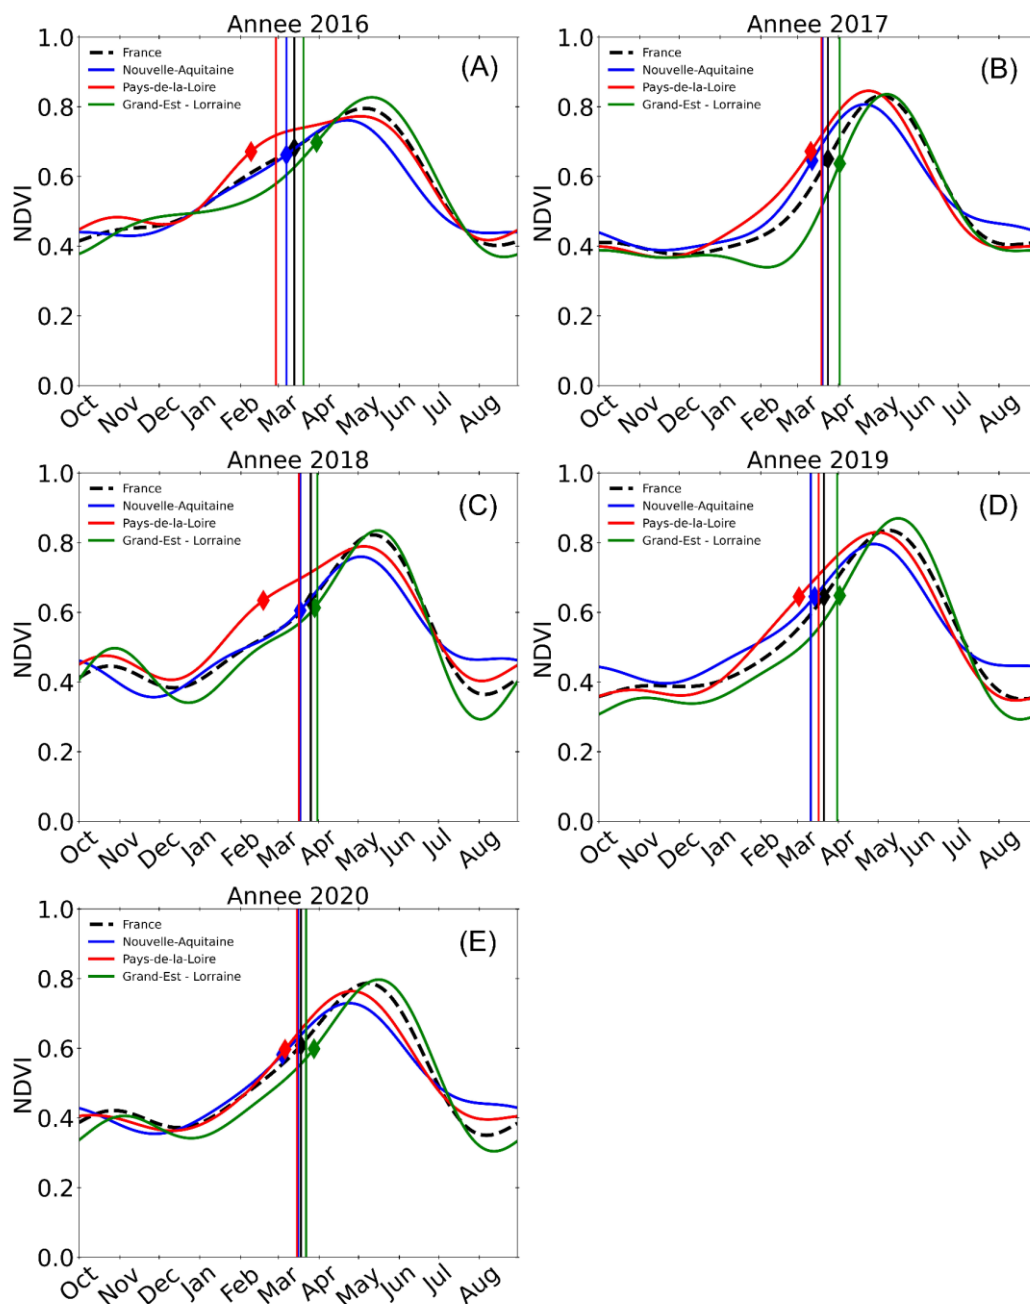 Annee 2016
(A)
France
Nouvelle-Aquitaine
Pays-de-la-Loire
Grand-Est - Lorraine
NDVI
1.0
0.8
0.6
0.4
0.2
0.0
Oct Nov Dec Jan Feb Mar Apr May Jun Jul Aug
Annee 2017
(B)
France
Nouvelle-Aquitaine
Pays-de-la-Loire
Grand-Est - Lorraine
NDVI
1.0
0.8
0.6
0.4
0.2
0.0
Oct Nov Dec Jan Feb Mar Apr May Jun Jul Aug
Annee 2018
(C)
France
Nouvelle-Aquitaine
Pays-de-la-Loire
Grand-Est - Lorraine
NDVI
1.0
0.8
0.6
0.4
0.2
0.0
Oct Nov Dec Jan Feb Mar Apr May Jun Jul Aug
Annee 2019
(D)
France
Nouvelle-Aquitaine
Pays-de-la-Loire
Grand-Est - Lorraine
NDVI
1.0
0.8
0.6
0.4
0.2
0.0
Oct Nov Dec Jan Feb Mar Apr May Jun Jul Aug
Annee 2020
(E)
France
Nouvelle-Aquitaine
Pays-de-la-Loire
Grand-Est - Lorraine
NDVI
1.0
0.8
0.6
0.4
0.2
0.0
Oct Nov Dec Jan Feb Mar Apr May Jun Jul Aug